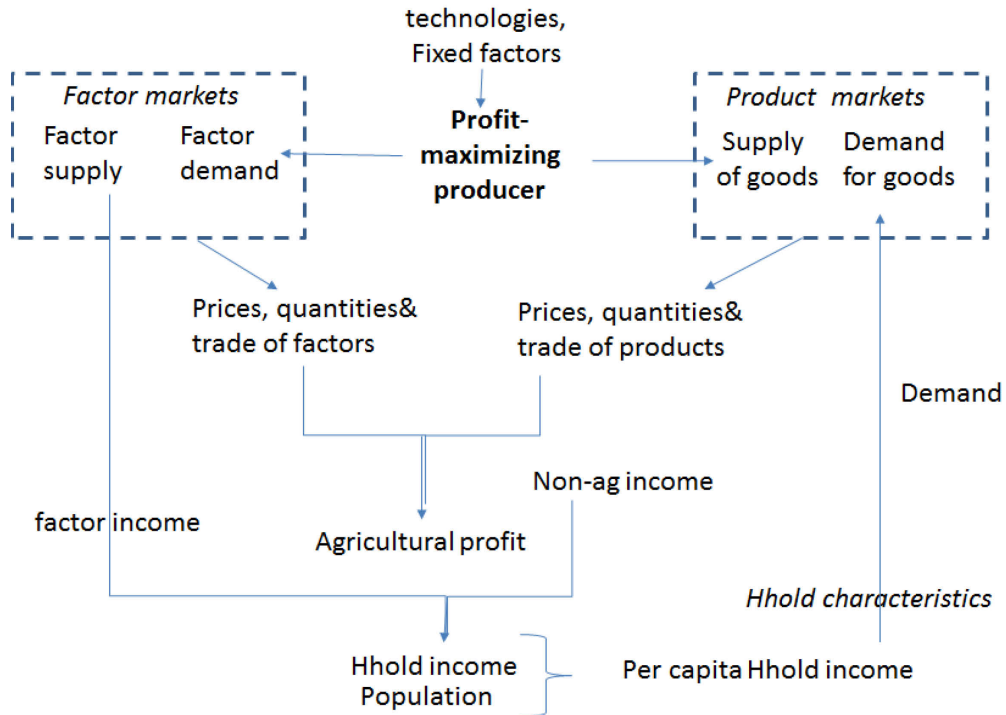 technologies,
Fixed factors
Factor markets
Factor
supply
Factor
demand
Profit-
maximizing
producer
Product markets
Supply
of goods
Demand
for goods
Prices, quantities&
trade of factors
Prices, quantities&
trade of products
Demand
Non-ag income
factor income
Agricultural profit
Hhold characteristics
Hhold income
Population
Per capita Hhold income